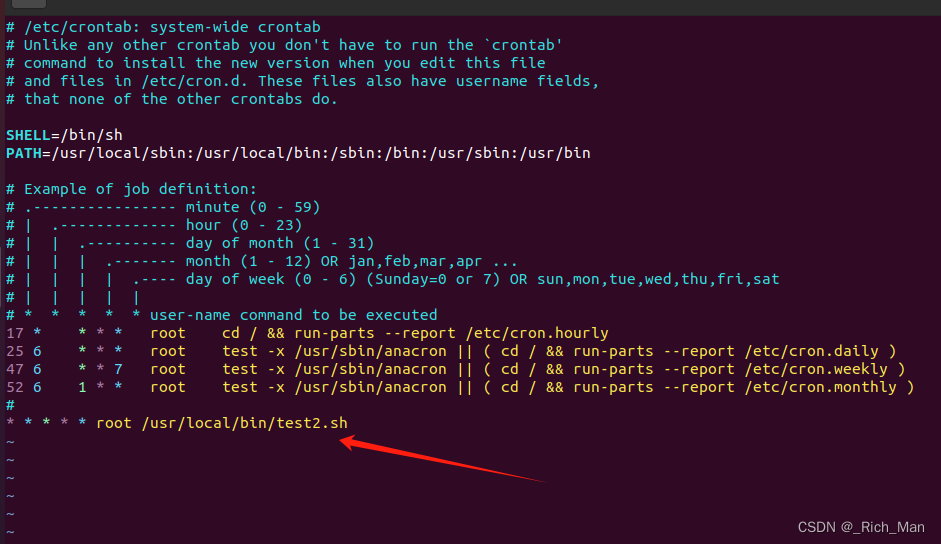 # /etc/crontab: system-wide crontab
# Unlike any other crontab you don't have to run the `crontab'
# command to install the new version when you edit this file
# and files in /etc/cron.d. These files also have username fields,
# that none of the other crontabs do.

SHELL=/bin/sh
PATH=/usr/local/sbin:/usr/local/bin:/sbin:/bin:/usr/sbin:/usr/bin

# Example of job definition:
# .---------------- minute (0 - 59)
# |  .------------- hour (0 - 23)
# |  |  .---------- day of month (1 - 31)
# |  |  |  .------- month (1 - 12) OR jan,feb,mar,apr ...
# |  |  |  |  .---- day of week (0 - 6) (Sunday=0 or 7) OR sun,mon,tue,wed,thu,fri,sat
# |  |  |  |  |
# *  *  *  *  * user-name command to be executed
17 *    * * *   root    cd / && run-parts --report /etc/cron.hourly
25 6    * * *   root    test -x /usr/sbin/anacron || ( cd / && run-parts --report /etc/cron.daily )
47 6    * * 7   root    test -x /usr/sbin/anacron || ( cd / && run-parts --report /etc/cron.weekly )
52 6    1 * *   root    test -x /usr/sbin/anacron || ( cd / && run-parts --report /etc/cron.monthly )
#
* * * * * root /usr/local/bin/test2.sh
~
~
~
~
~
~
CSDN @_Rich_Man